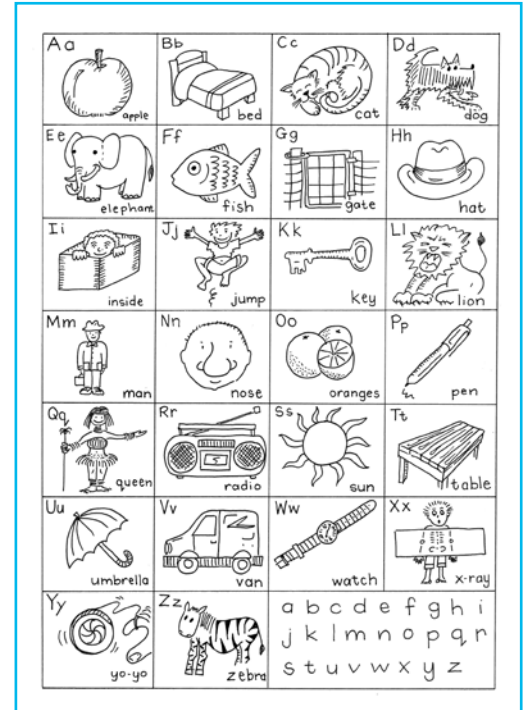 Aa
apple
Bb
bed
Cc
cat
Dd
dog
Ee
elephant
Ff
fish
Gg
gate
Hh
hat
Ii
inside
Jj
jump
Kk
key
Ll
lion
Mm
man
Nn
nose
Oo
oranges
Pp
pen
Qq
queen
Rr
radio
Ss
sun
Tt
table
Uu
umbrella
Vv
van
Ww
watch
Xx
x-ray
Yy
yo-yo
Zz
zebra
a b c d e f g h i
j k l m n o p q r
s t u v w x y z